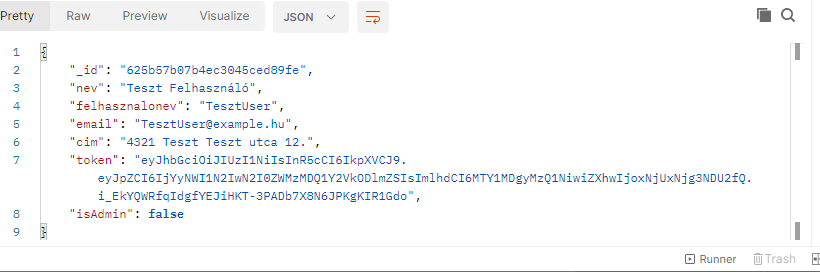 Pretty Raw Preview Visualize JSON
1 {
2 "_id": "625b57b07b4ec3045ced89fe",
3 "nev": "Teszt Felhasználó",
4 "felhasznalonev": "TesztUser",
5 "email": "TesztUser@example.hu",
6 "cim": "4321 Teszt Teszt utca 12.",
7 "token": "eyJhbGciOiJIUzI1NiIsInR5cCI6IkpXVCJ9.
eyJpZCI6IjYyNWI1N2IwN2I0ZWMzMDQ1Y2VkODlmZSIsImlhdCI6MTY1MDgyMzQ1NiwiZXhwIjoxNjUxNjg3NDU2fQ.
i_EkYQWRfqIdgfYEJiHKT-3PADb7X8N6JPKgKIR1Gdo",
8 "isAdmin": false
9 }
Runner Trash